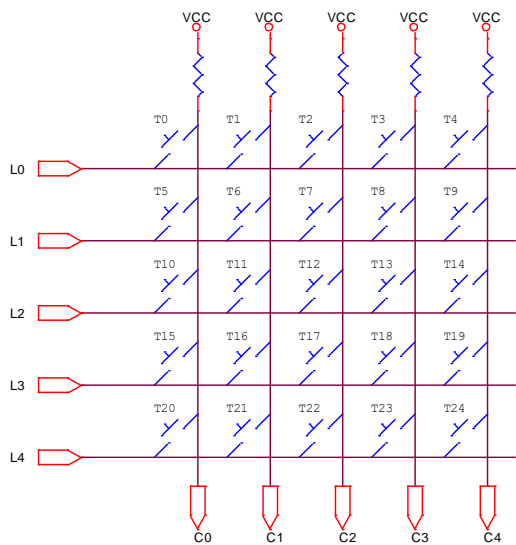 VCC VCC VCC VCC VCC
T0 T1 T2 T3 T4
L0
T5 T6 T7 T8 T9
L1
T10 T11 T12 T13 T14
L2
T15 T16 T17 T18 T19
L3
T20 T21 T22 T23 T24
L4
C0 C1 C2 C3 C4